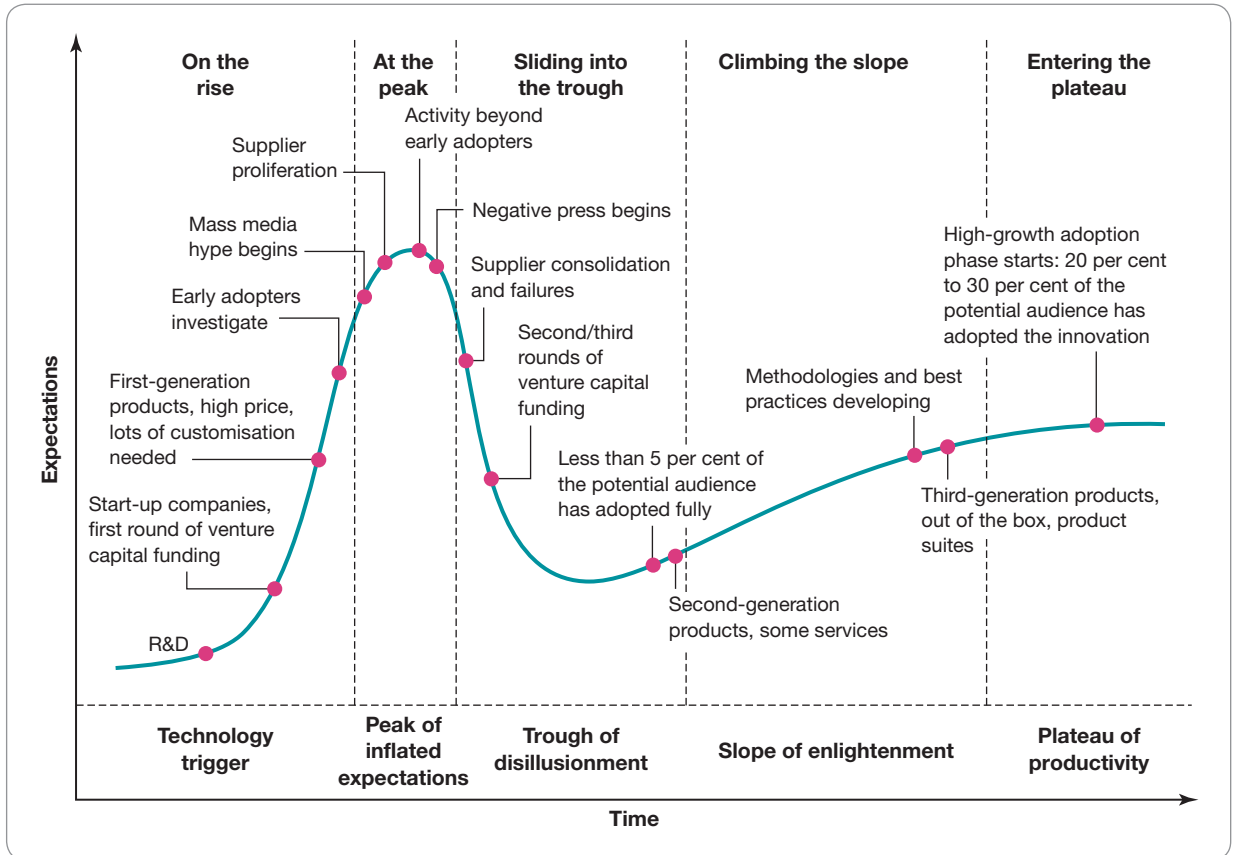 On the
rise
At the
peak
Sliding into
the trough
Climbing the slope
Entering the
plateau
Activity beyond
early adopters
Supplier
proliferation
Negative press begins
Mass media
hype begins
Supplier consolidation
and failures
Early adopters
investigate
Second/third
rounds of
venture capital
funding
High-growth adoption
phase starts: 20 per cent
to 30 per cent of the
potential audience has
adopted the innovation
First-generation
products, high price,
lots of customisation
needed
Methodologies and best
practices developing
Less than 5 per cent of
the potential audience
has adopted fully
Start-up companies,
first round of venture
capital funding
Third-generation products,
out of the box, product
suites
Second-generation
products, some services
R&D
Expectations
Technology
trigger
Peak of
inflated
expectations
Trough of
disillusionment
Slope of enlightenment
Plateau of
productivity
Time